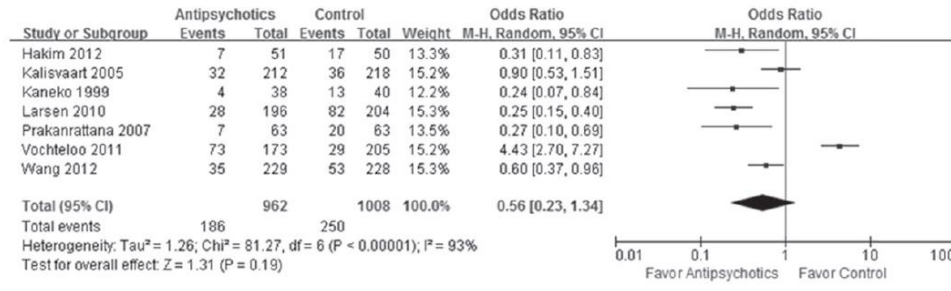 Antipsychotics Control Odds Ratio Odds Ratio
Study or Subgroup Events Total Events Total Weight M-H, Random, 95% CI M-H, Random, 95% CI
Hakim 2012 7 51 17 50 13.3% 0.31 [0.11, 0.83]
Kalisvaart 2005 32 212 36 218 15.2% 0.90 [0.53, 1.51]
Kaneko 1999 4 38 13 40 12.2% 0.24 [0.07, 0.84]
Larsen 2010 28 196 82 204 15.3% 0.25 [0.15, 0.40]
Prakanrattana 2007 7 63 20 63 13.5% 0.27 [0.10, 0.69]
Vochteloo 2011 73 173 29 205 15.2% 4.43 [2.70, 7.27]
Wang 2012 35 229 53 228 15.3% 0.60 [0.37, 0.96]
Total (95% CI) 962 1008 100.0% 0.56 [0.23, 1.34]
Total events 186 250
Heterogeneity: Tau² = 1.26; Chi² = 81.27, df = 6 (P < 0.00001); I² = 93%
Test for overall effect: Z = 1.31 (P = 0.19)
0.01 0.1 1 10 100
Favor Antipsychotics Favor Control